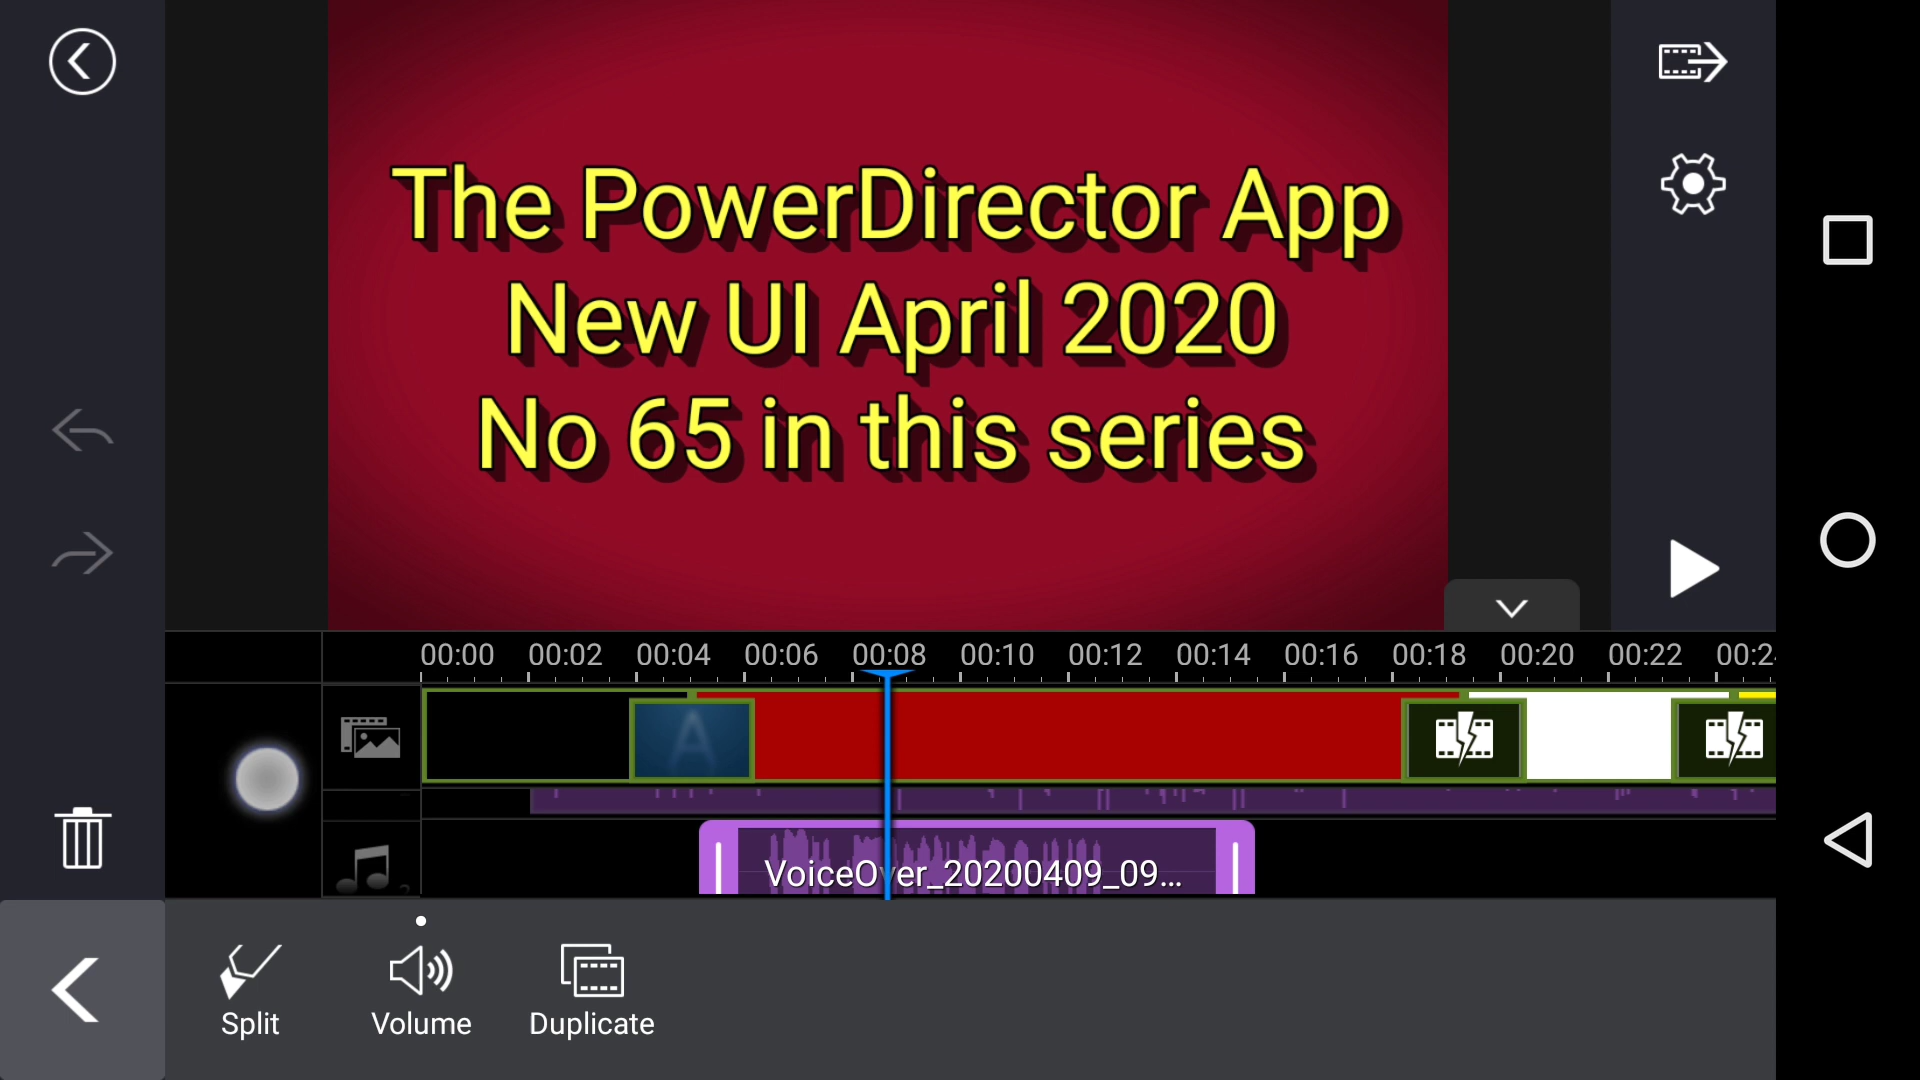 The PowerDirector App
New UI April 2020
No 65 in this series
00:00 00:02 00:04 00:06 00:08 00:10 00:12 00:14 00:16 00:18 00:20 00:22 00:2
A
VoiceOver_20200409_09...
Split Volume Duplicate